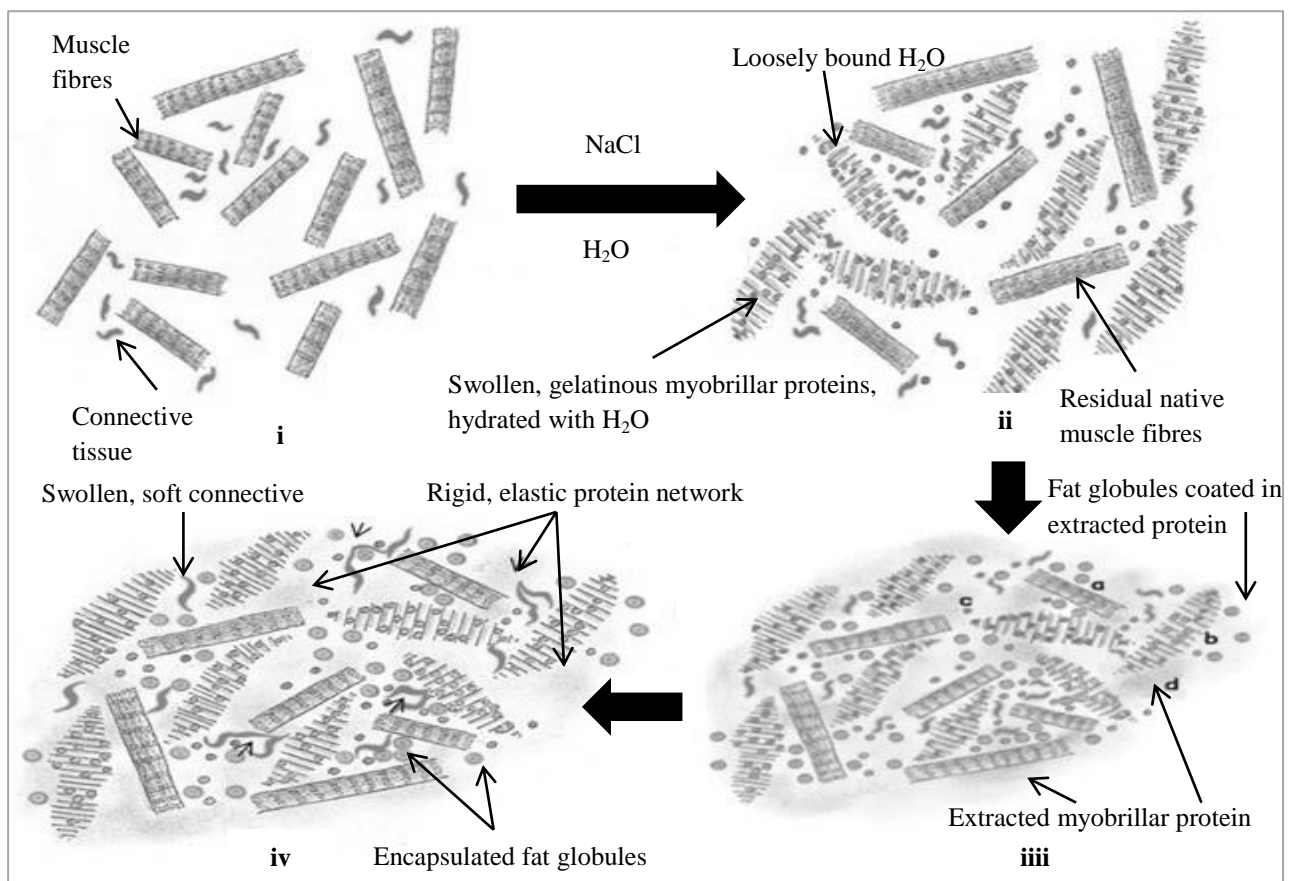 Muscle
fibres
NaCl
H₂O
Loosely bound H₂O
Connective
tissue
i
Swollen, gelatinous myobrillar proteins,
hydrated with H₂O
ii
Residual native
muscle fibres
Swollen, soft connective
Rigid, elastic protein network
Fat globules coated in
extracted protein
a
c
b
d
iv
Encapsulated fat globules
Extracted myobrillar protein
iiii